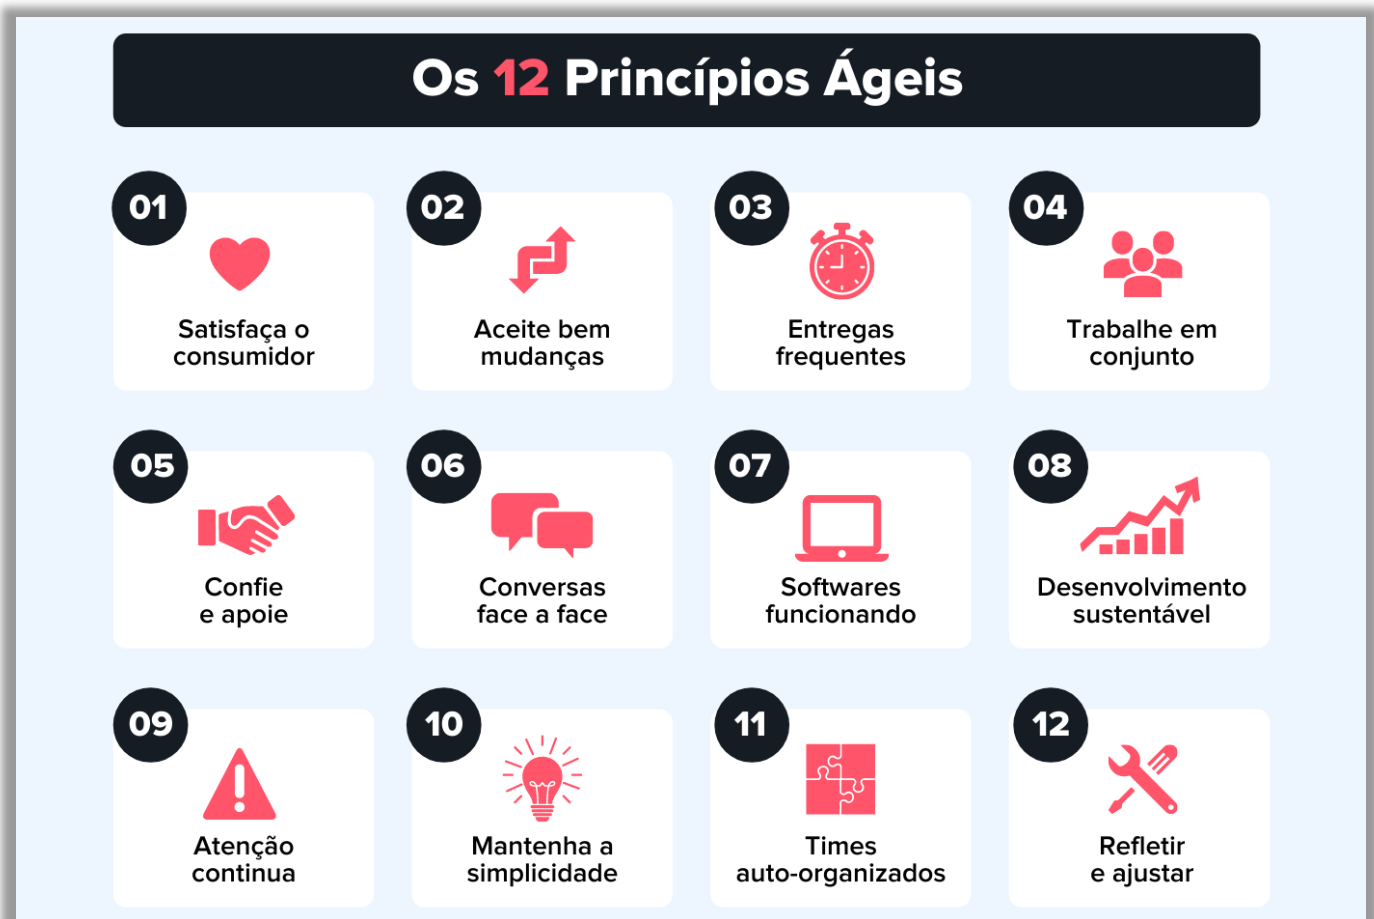 Os 12 Princípios Ágeis
01
Satisfaça o
consumidor
02
Aceite bem
mudanças
03
Entregas
frequentes
04
Trabalhe em
conjunto
05
Confie
e apoie
06
Conversas
face a face
07
Softwares
funcionando
08
Desenvolvimento
sustentável
09
Atenção
continua
10
Mantenha a
simplicidade
11
Times
auto-organizados
12
Refletir
e ajustar